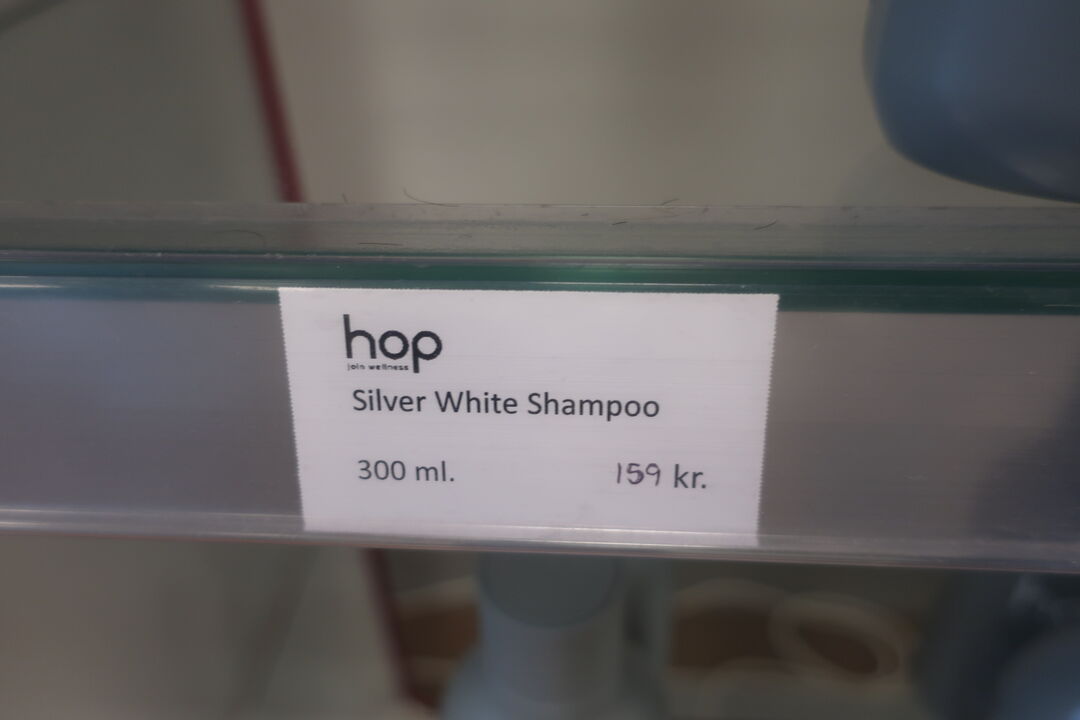 hop
join wellness
Silver White Shampoo
300 ml. 159 kr.